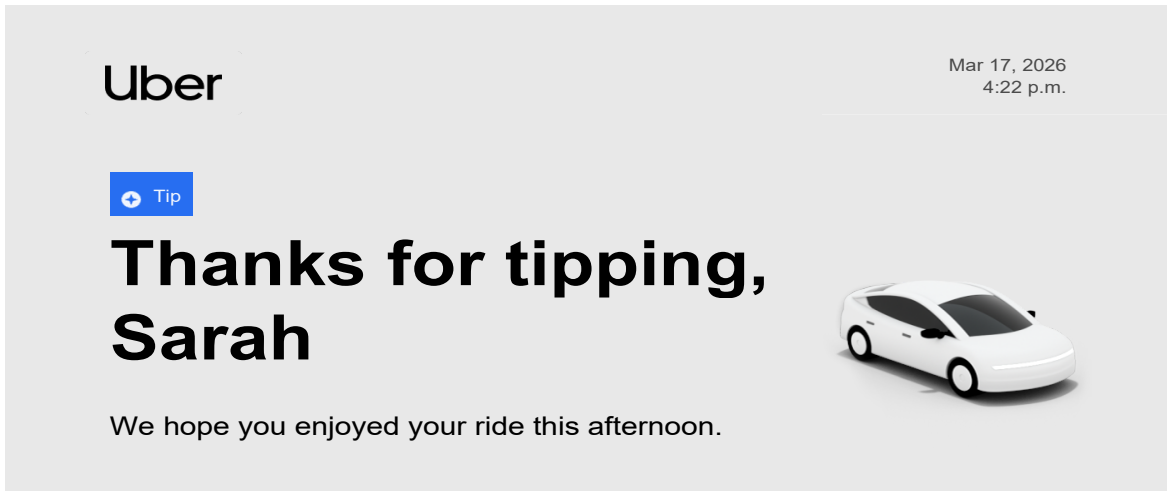 Uber
Mar 17, 2026
4:22 p.m.
Tip
Thanks for tipping,
Sarah
We hope you enjoyed your ride this afternoon.